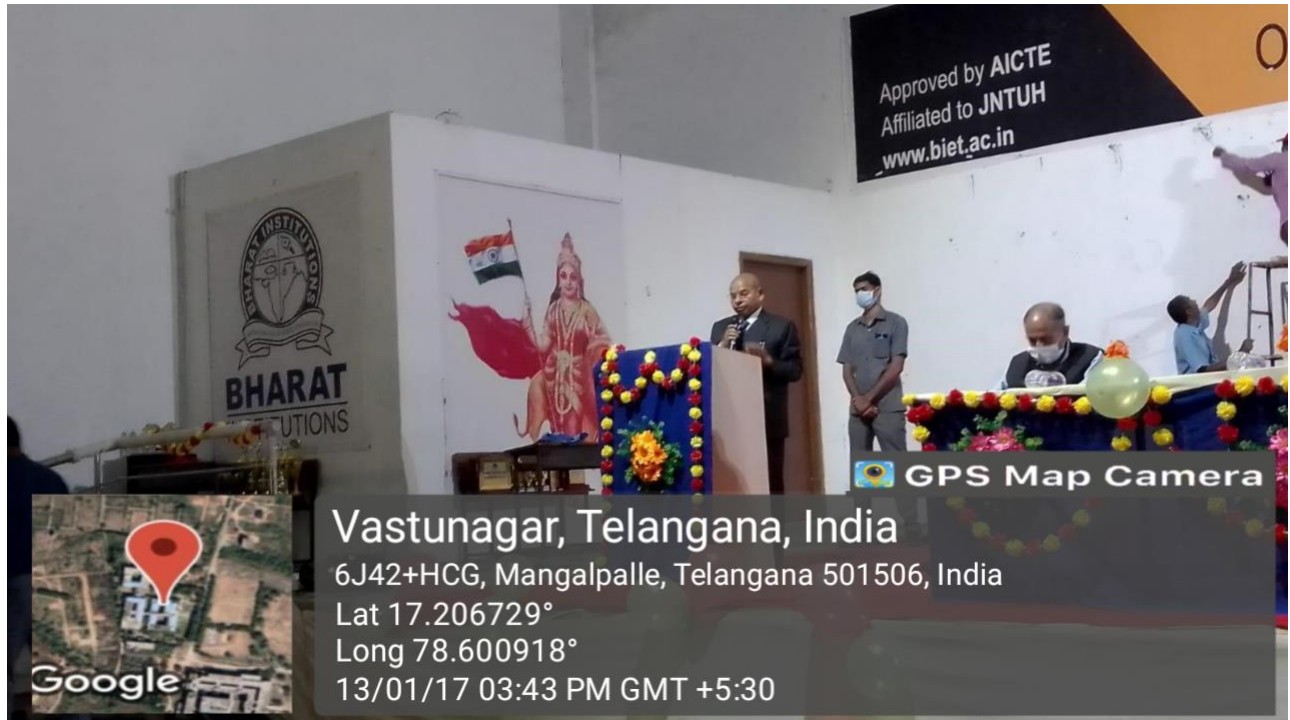 Approved by AICTE
Affiliated to JNTUH
www.biet.ac.in
O
BHARAT INSTITUTIONS
BHARAT
INSTITUTIONS
GPS Map Camera
Vastunagar, Telangana, India
6J42+HCG, Mangalpalle, Telangana 501506, India
Lat 17.206729°
Long 78.600918°
13/01/17 03:43 PM GMT +5:30
Google